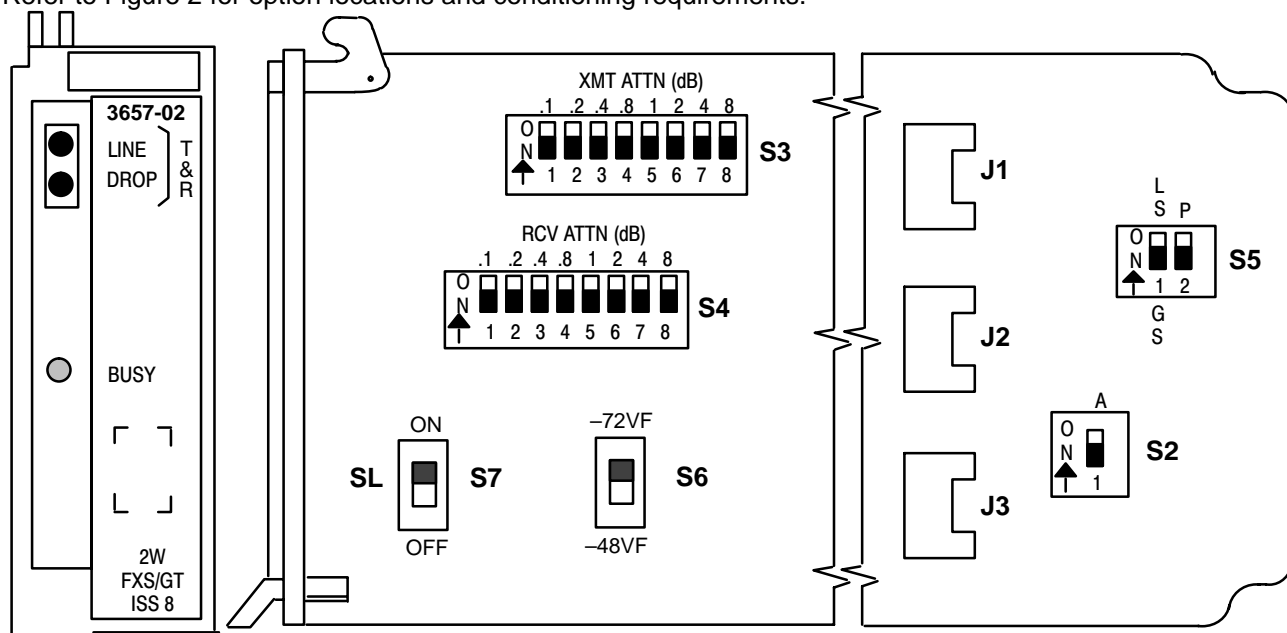 Refer to Figure 2 for option locations and conditioning requirements.
3657-02
LINE
DROP
T
&
R
BUSY
2W
FXS/GT
ISS 8
XMT ATTN (dB)
.1 .2 .4 .8 1 2 4 8
O
N
1 2 3 4 5 6 7 8
S3
RCV ATTN (dB)
.1 .2 .4 .8 1 2 4 8
O
N
1 2 3 4 5 6 7 8
S4
ON
SL
S7
OFF
–72VF
S6
–48VF
J1
J2
J3
L
S P
O
N
1 2
G
S
S5
A
O
N
1
S2